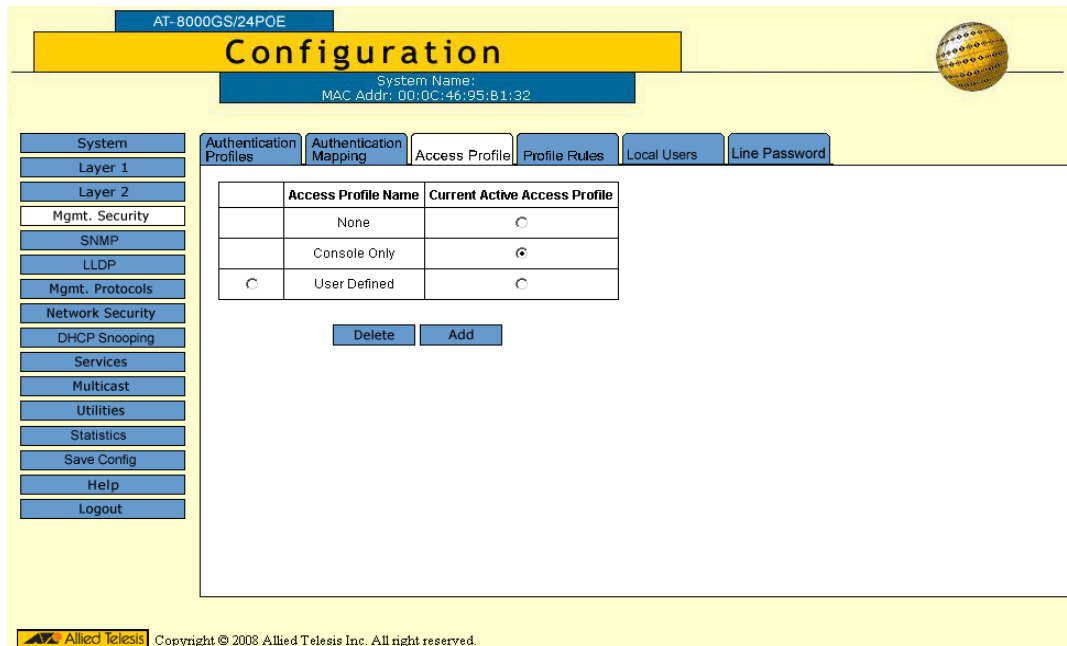 AT-8000GS/24POE
Configuration
System Name:
MAC Addr: 00:0C:46:95:B1:32
System
Layer 1
Layer 2
Mgmt. Security
SNMP
LLDP
Mgmt. Protocols
Network Security
DHCP Snooping
Services
Multicast
Utilities
Statistics
Save Config
Help
Logout
Authentication Profiles
Authentication Mapping
Access Profile
Profile Rules
Local Users
Line Password
Access Profile Name Current Active Access Profile
None
Console Only
User Defined
Delete Add
Allied Telesis Copyright © 2008 Allied Telesis Inc. All right reserved.